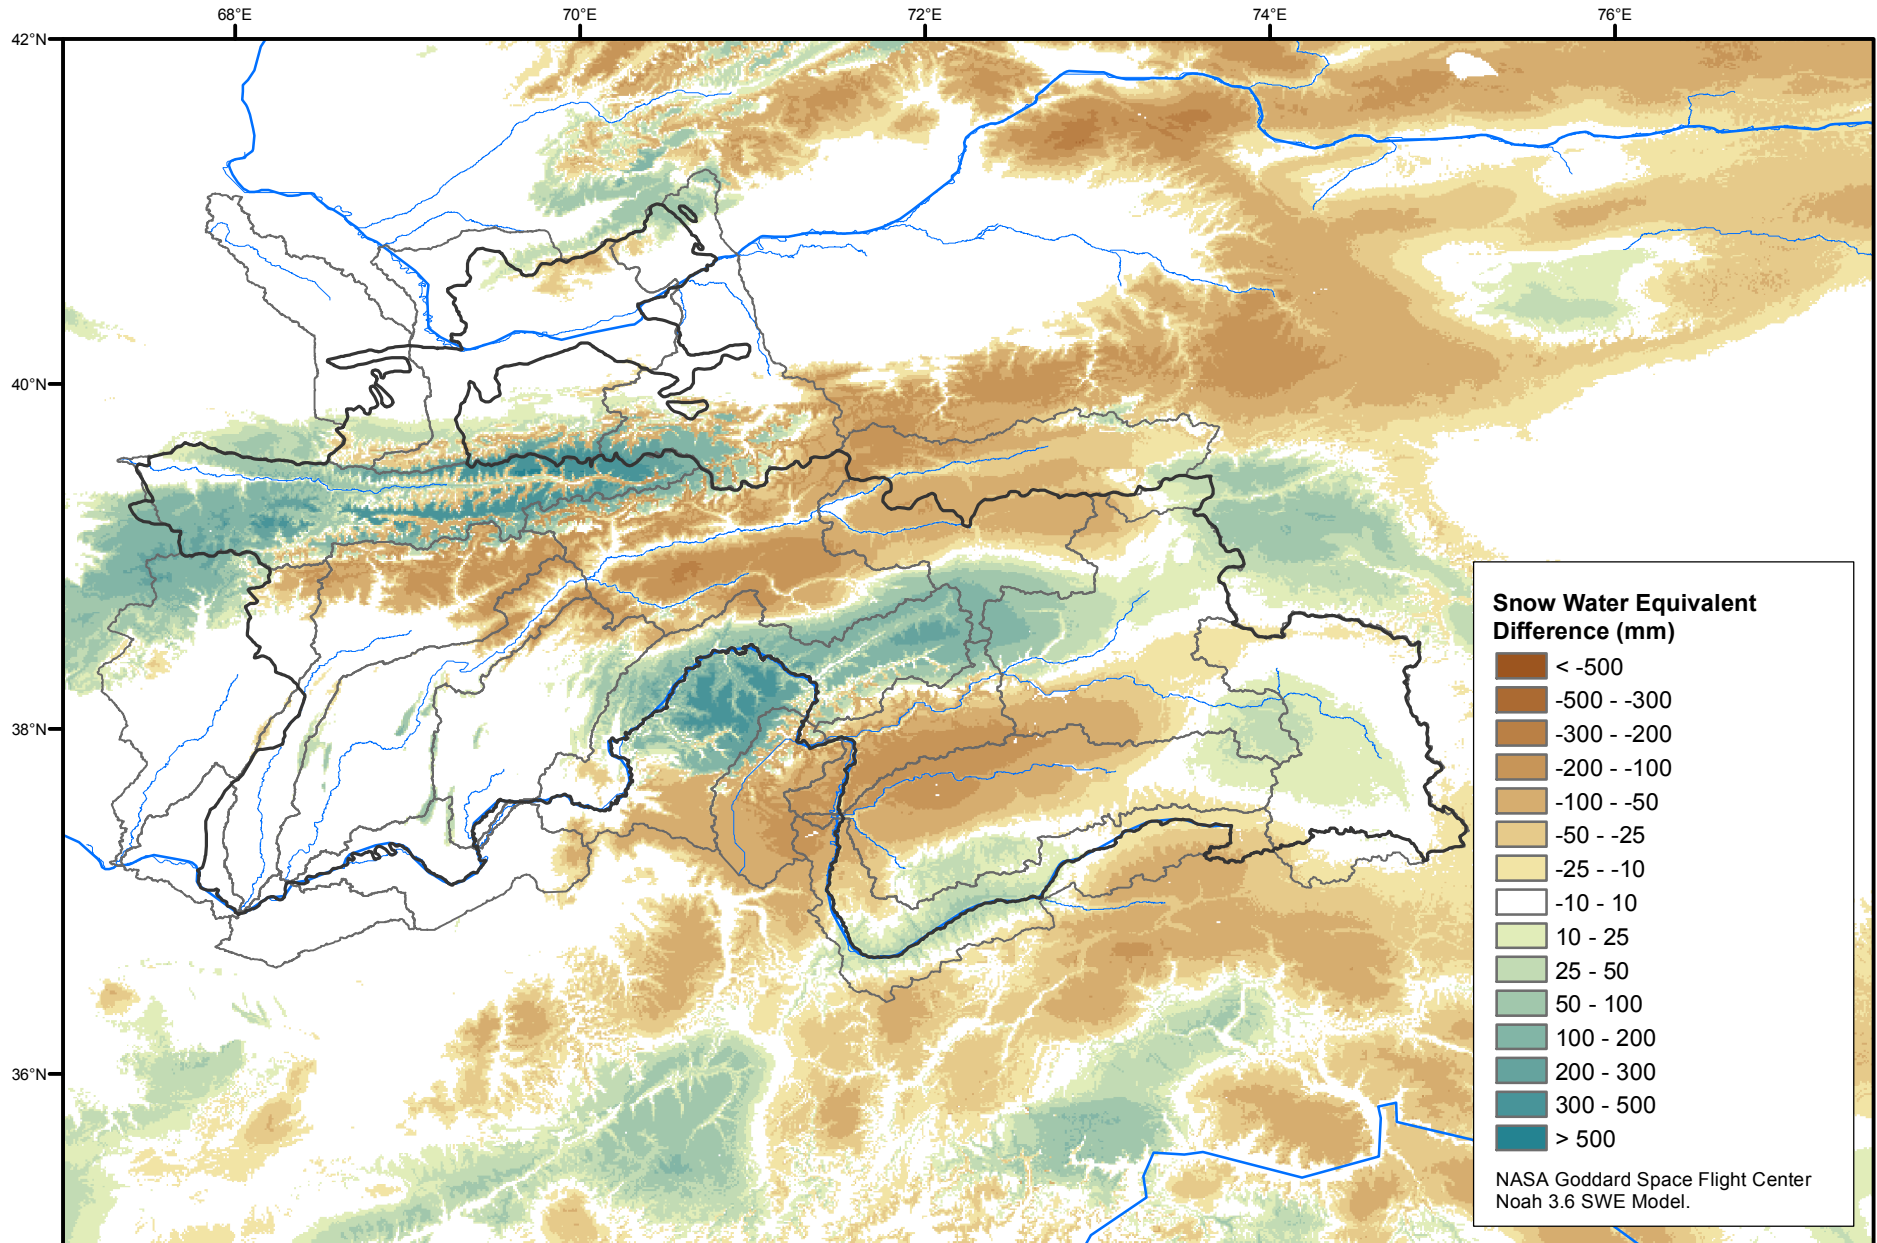 68°E
70°E
72°E
74°E
76°E
42°N
40°N
38°N
36°N
Snow Water Equivalent
Difference (mm)
< -500
-500 - -300
-300 - -200
-200 - -100
-100 - -50
-50 - -25
-25 - -10
-10 - 10
10 - 25
25 - 50
50 - 100
100 - 200
200 - 300
300 - 500
> 500
NASA Goddard Space Flight Center
Noah 3.6 SWE Model.